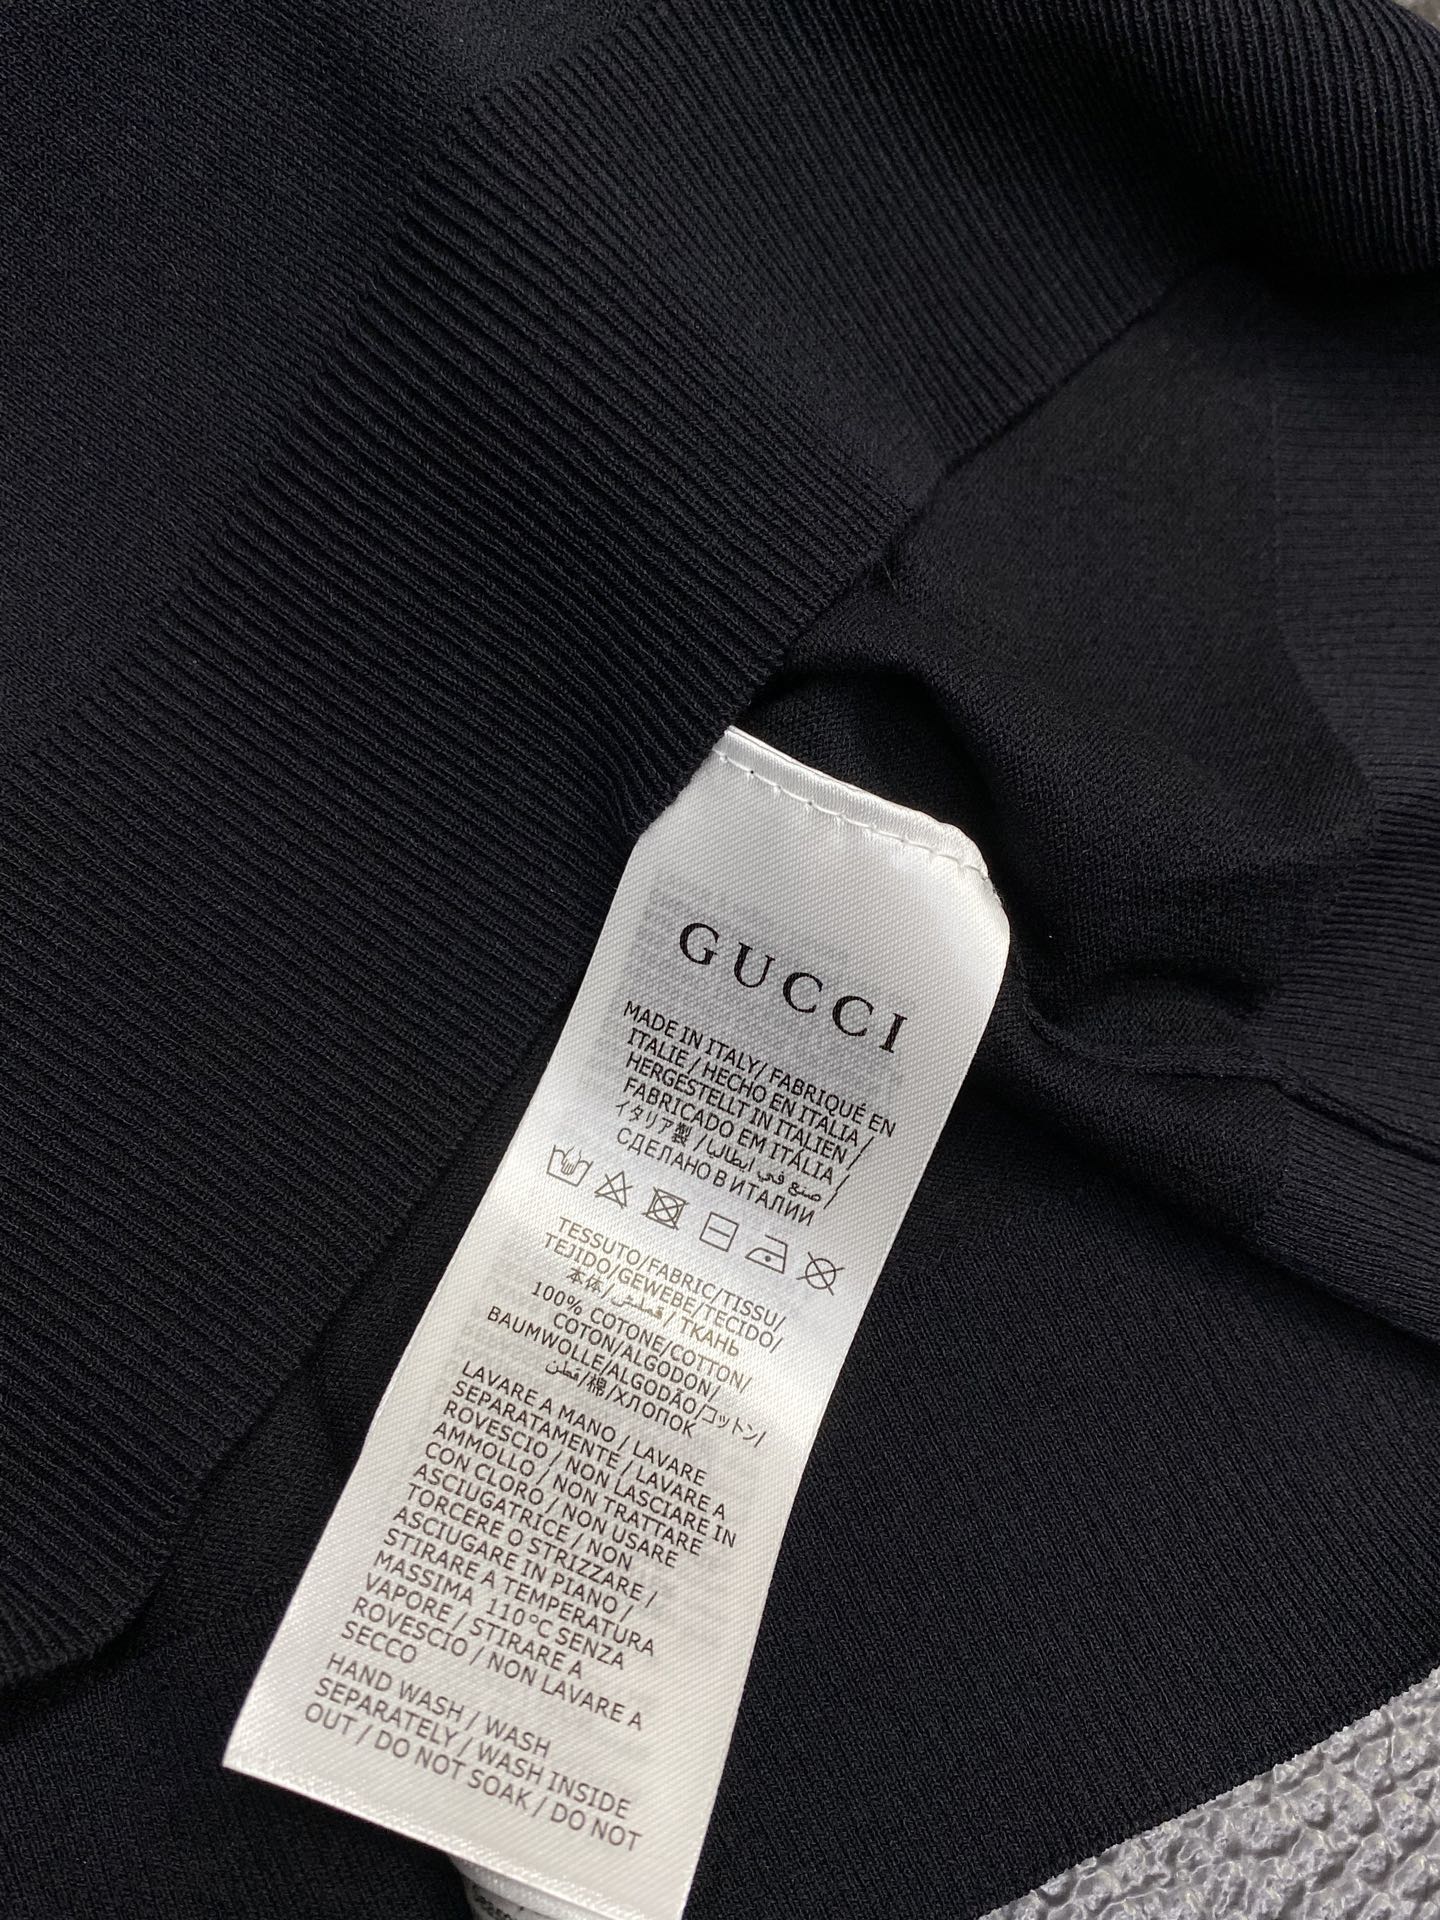 GUCCI
MADE IN ITALY/ FABRIQUÉ EN
ITALIE / HECHO EN ITALIA /
HERGESTELLT IN ITALIEN /
FABRICADO EM ITÁLIA /
イタリア製 / صنع في ايطاليا /
СДЕЛАНО В ИТАЛИИ
TESSUTO/FABRIC/TISSU/
TEJIDO/GEWEBE/TECIDO/
本体/قماش/ТКАНЬ
100% COTONE/COTTON/
COTON/ALGODON/
BAUMWOLLE/ALGODÃO/コットン/
قطن/棉/ХЛОПОК
LAVARE A MANO / LAVARE
SEPARATAMENTE / LAVARE A
ROVESCIO / NON LASCIARE IN
AMMOLLO / NON TRATTARE
CON CLORO / NON USARE
ASCIUGATRICE / NON
TORCERE O STRIZZARE /
ASCIUGARE IN PIANO /
STIRARE A TEMPERATURA
MASSIMA 110°C SENZA
VAPORE / STIRARE A
ROVESCIO / NON LAVARE A
SECCO
HAND WASH / WASH
SEPARATELY / WASH INSIDE
OUT / DO NOT SOAK / DO NOT